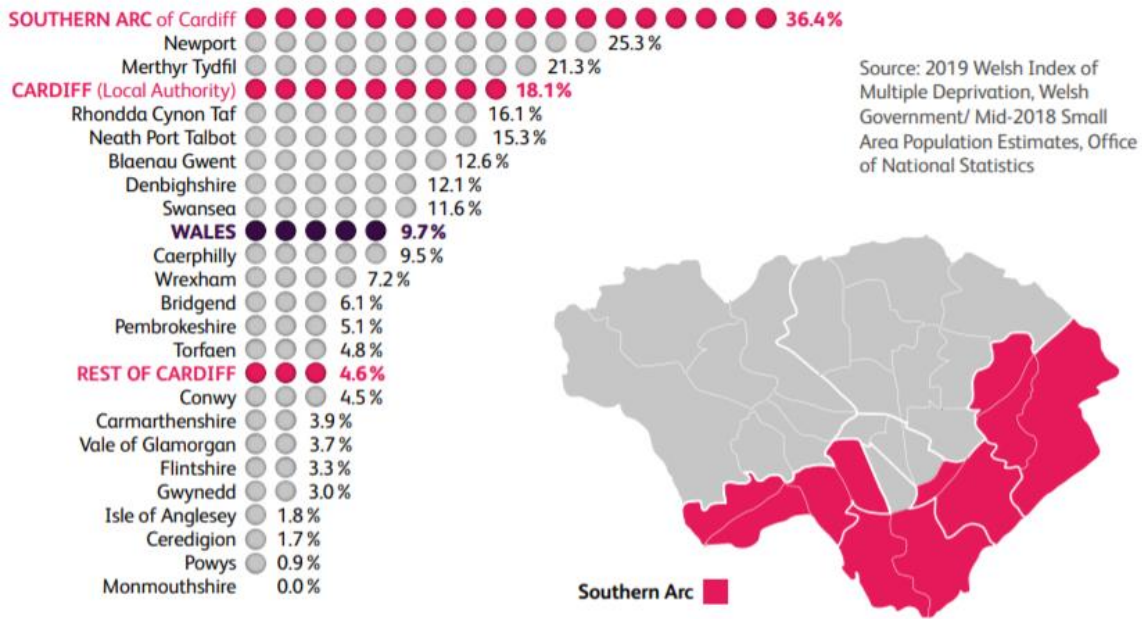 SOUTHERN ARC of Cardiff 36.4%
Newport 25.3%
Merthyr Tydfil 21.3%
CARDIFF (Local Authority) 18.1%
Rhondda Cynon Taf 16.1%
Neath Port Talbot 15.3%
Blaenau Gwent 12.6%
Denbighshire 12.1%
Swansea 11.6%
WALES 9.7%
Caerphilly 9.5%
Wrexham 7.2%
Bridgend 6.1%
Pembrokeshire 5.1%
Torfaen 4.8%
REST OF CARDIFF 4.6%
Conwy 4.5%
Carmarthenshire 3.9%
Vale of Glamorgan 3.7%
Flintshire 3.3%
Gwynedd 3.0%
Isle of Anglesey 1.8%
Ceredigion 1.7%
Powys 0.9%
Monmouthshire 0.0%
Source: 2019 Welsh Index of
Multiple Deprivation, Welsh
Government/ Mid-2018 Small
Area Population Estimates, Office
of National Statistics
Southern Arc